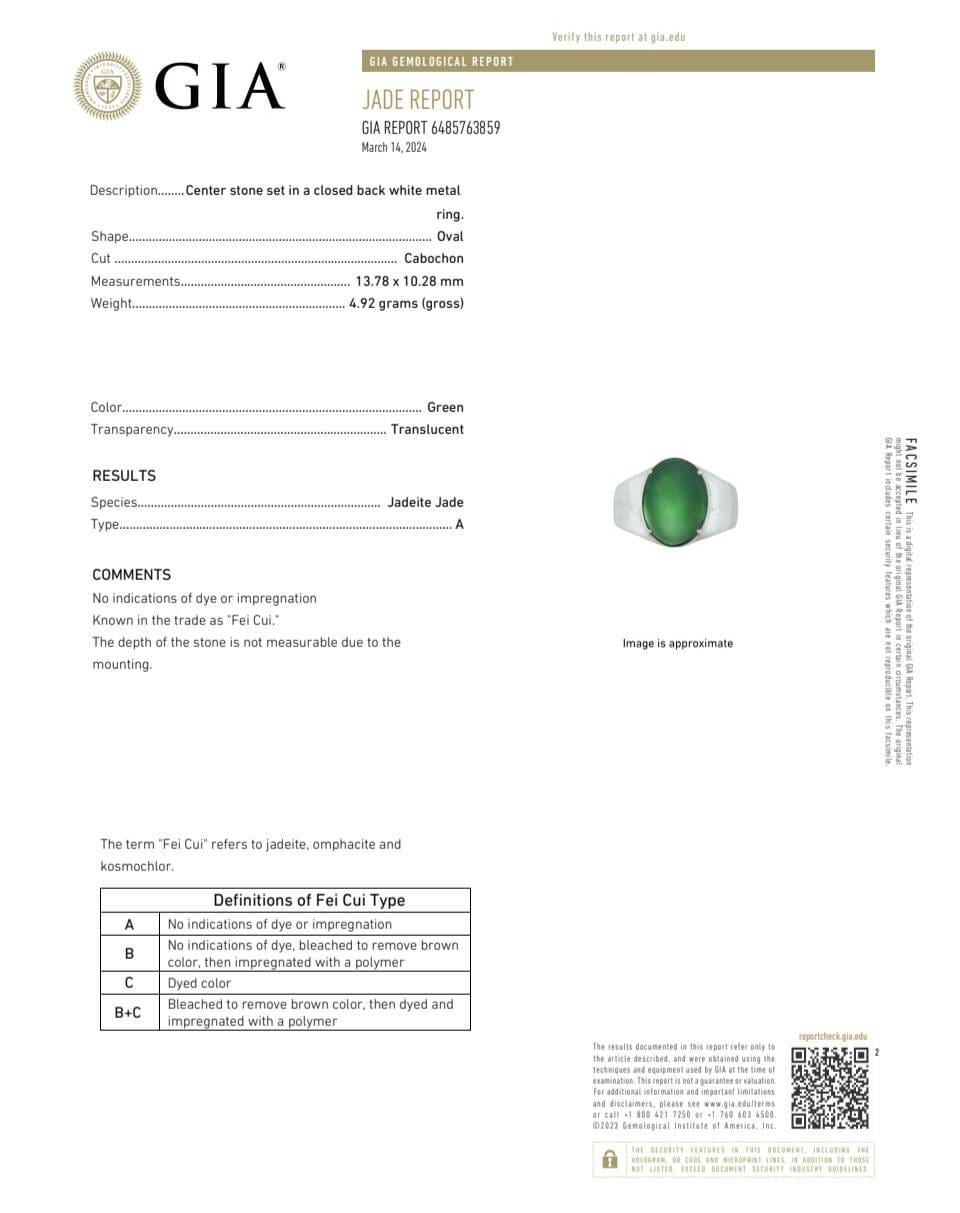 Verify this report at gia.edu
GIA®
GIA GEMOLOGICAL REPORT
JADE REPORT
GIA REPORT 6485763859
March 14, 2024
Description........Center stone set in a closed back white metal
ring.
Shape........ Oval
Cut ........ Cabochon
Measurements........ 13.78 x 10.28 mm
Weight........ 4.92 grams (gross)
Color........ Green
Transparency........ Translucent
RESULTS
Species........ Jadeite Jade
Type........ A
COMMENTS
No indications of dye or impregnation
Known in the trade as "Fei Cui."
The depth of the stone is not measurable due to the
mounting.
Image is approximate
FACSIMILE This is a digital representation of the original GIA Report. This representation
might not be accepted in lieu of the original GIA Report in certain circumstances. The original
GIA Report includes certain security features which are not reproducible on this facsimile.
The term "Fei Cui" refers to jadeite, omphacite and
kosmochlor.
Definitions of Fei Cui Type
A No indications of dye or impregnation
B No indications of dye, bleached to remove brown
color, then impregnated with a polymer
C Dyed color
B+C Bleached to remove brown color, then dyed and
impregnated with a polymer
reportcheck.gia.edu
2
The results documented in this report refer only to
the article described, and were obtained using the
techniques and equipment used by GIA at the time of
examination. This report is not a guarantee or valuation.
For additional information and important limitations
and disclaimers, please see www.gia.edu/terms
or call +1 800 421 7250 or +1 760 603 4500.
©2023 Gemological Institute of America, Inc.
THE SECURITY FEATURES IN THIS DOCUMENT, INCLUDING THE
HOLOGRAM, QR CODE AND MICROPRINT LINES, IN ADDITION TO THOSE
NOT LISTED, EXCEED DOCUMENT SECURITY INDUSTRY GUIDELINES.